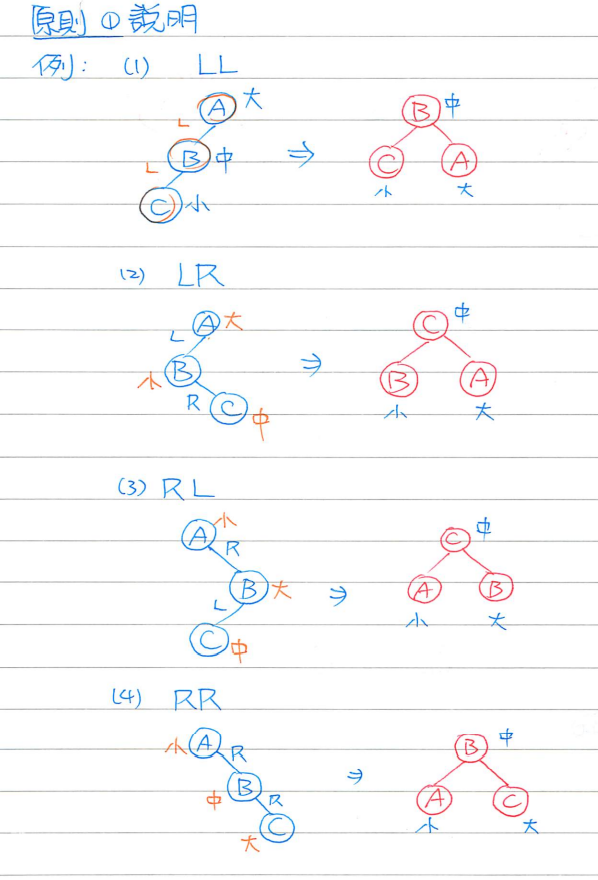 原則①說明
例: (1) LL
A 大
L
B 中
L
C 小
⇒
B 中
C A
小 大
(2) LR
A 大
L
小 B
R C 中
⇒
C 中
B A
小 大
(3) RL
小
A R
B 大
L
C 中
⇒
C 中
A B
小 大
(4) RR
小 A R
中 B R
C
大
⇒
B 中
A C
小 大